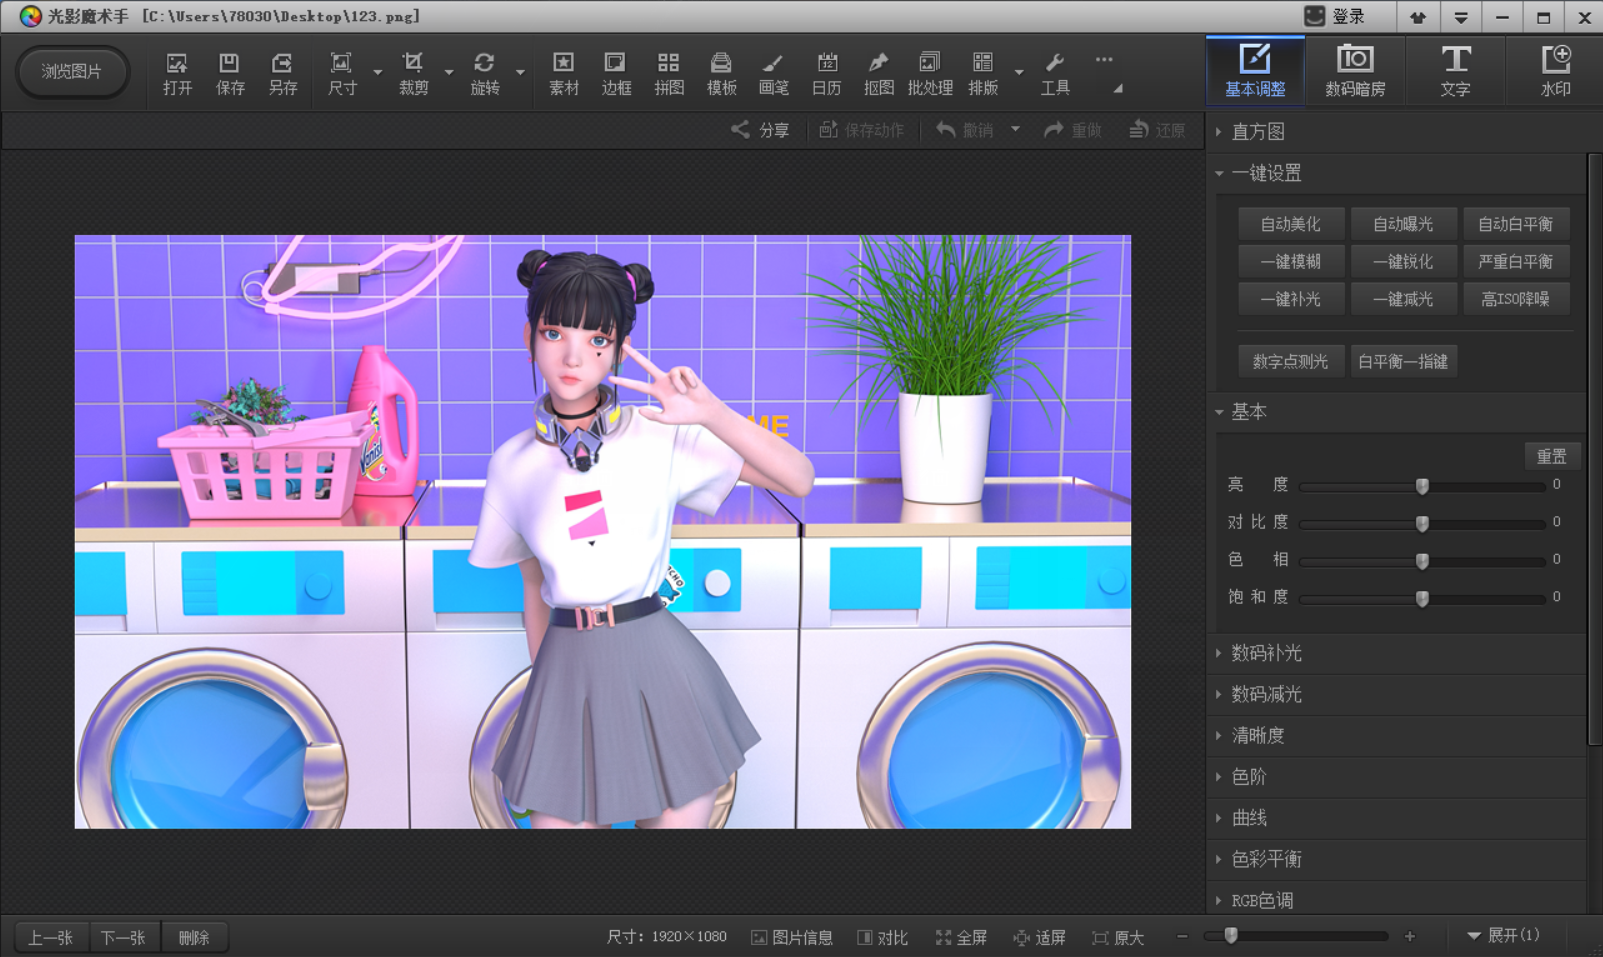 光影魔术手 [C:\Users\78030\Desktop\123.png]
登录
浏览图片
打开 保存 另存 尺寸 裁剪 旋转 素材 边框 拼图 模板 画笔 日历 抠图 批处理 排版 工具
基本调整 数码暗房 文字 水印
分享 保存动作 撤销 重做 还原
直方图
一键设置
自动美化 自动曝光 自动白平衡
一键模糊 一键锐化 严重白平衡
一键补光 一键减光 高ISO降噪
数字点测光 白平衡一指键
基本
重置
亮度 0
对比度 0
色相 0
饱和度 0
数码补光
数码减光
清晰度
色阶
曲线
色彩平衡
RGB色调
Vanish
ME
上一张 下一张 删除
尺寸: 1920×1080 图片信息 对比 全屏 适屏 原大
展开(1)